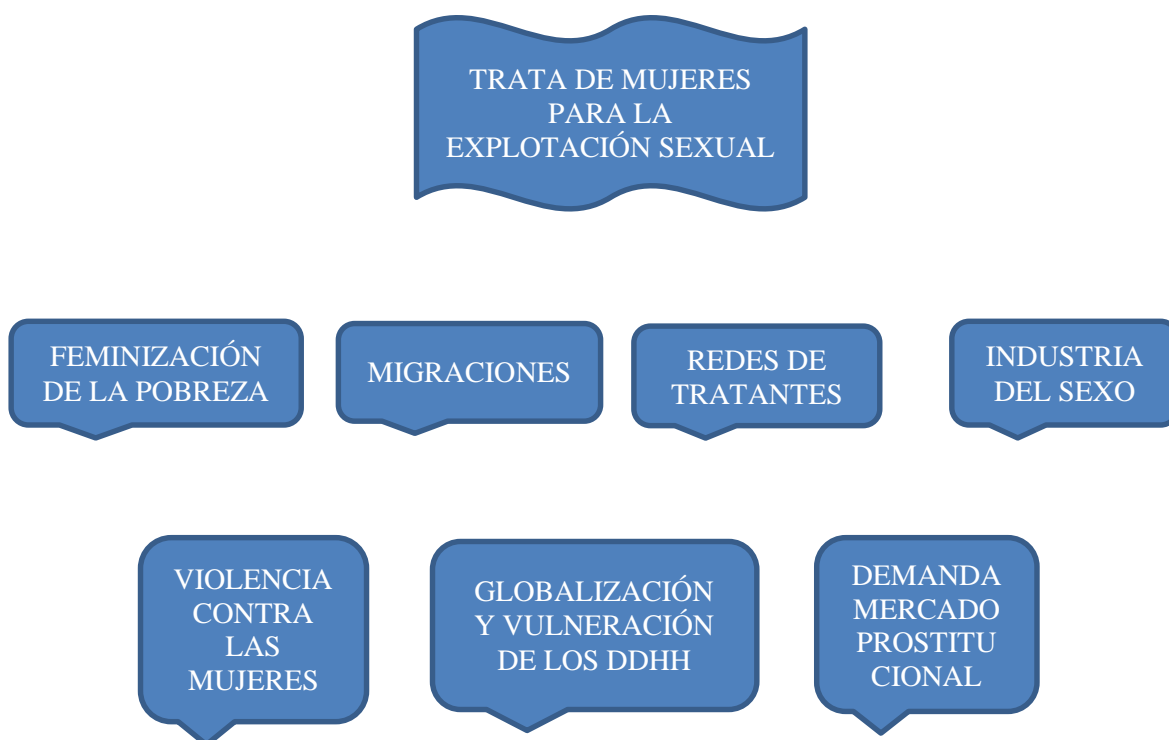 TRATA DE MUJERES
PARA LA
EXPLOTACIÓN SEXUAL
FEMINIZACIÓN
DE LA POBREZA
MIGRACIONES
REDES DE
TRATANTES
INDUSTRIA
DEL SEXO
VIOLENCIA
CONTRA
LAS
MUJERES
GLOBALIZACIÓN
Y VULNERACIÓN
DE LOS DDHH
DEMANDA
MERCADO
PROSTITU
CIONAL